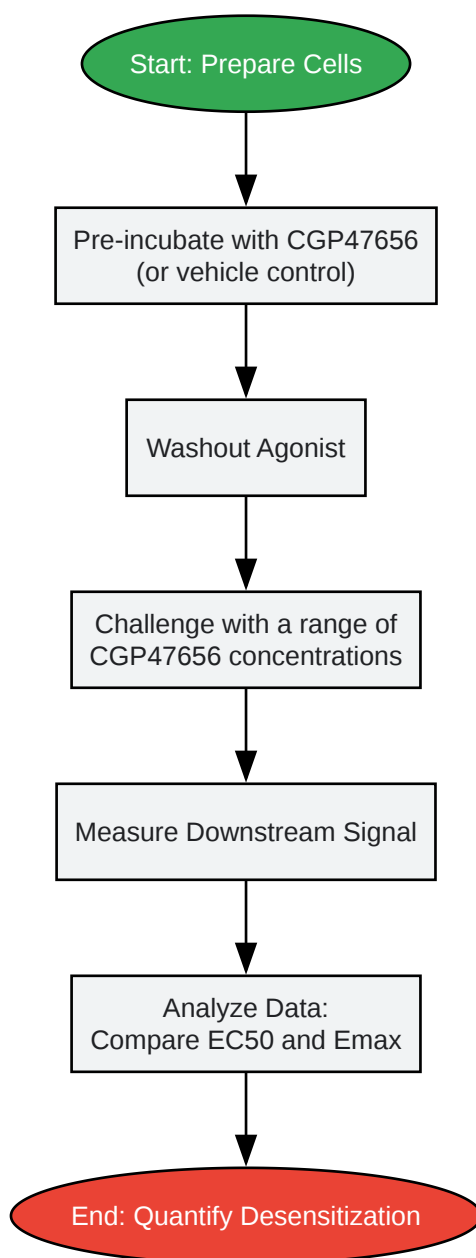 Start: Prepare Cells
Pre-incubate with CGP47656
(or vehicle control)
Washout Agonist
Challenge with a range of
CGP47656 concentrations
Measure Downstream Signal
Analyze Data:
Compare EC50 and Emax
End: Quantify Desensitization